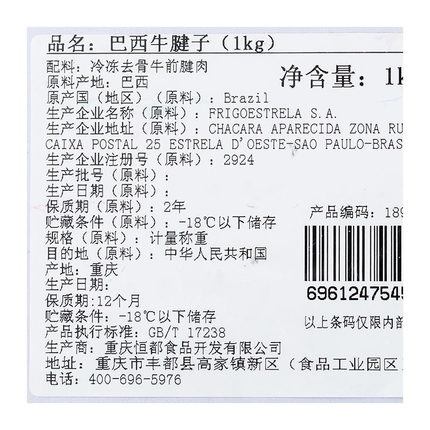 品名：巴西牛腱子（1kg）
配料：冷冻去骨牛前腱肉
净含量：1k
原料产地：巴西
原产国（地区）（原料）：Brazil
生产企业名称（原料）：FRIGOESTRELA S.A.
生产企业地址（原料）：CHACARA APARECIDA ZONA RU
CAIXA POSTAL 25 ESTRELA D'OESTE-SAO PAULO-BRAS
生产企业注册号（原料）：2924
生产批号（原料）：
生产日期（原料）：
保质期（原料）：2年
产品编码：189
贮藏条件（原料）：-18℃以下储存
规格（原料）：计量称重
目的地（原料）：中华人民共和国
产地：重庆
生产日期：
6961247545
保质期:12个月
贮藏条件：-18℃以下储存
以上条码仅限内部
产品执行标准：GB/T 17238
生产商：重庆恒都食品开发有限公司
地址：重庆市丰都县高家镇新区（食品工业园区
电话：400-696-5976